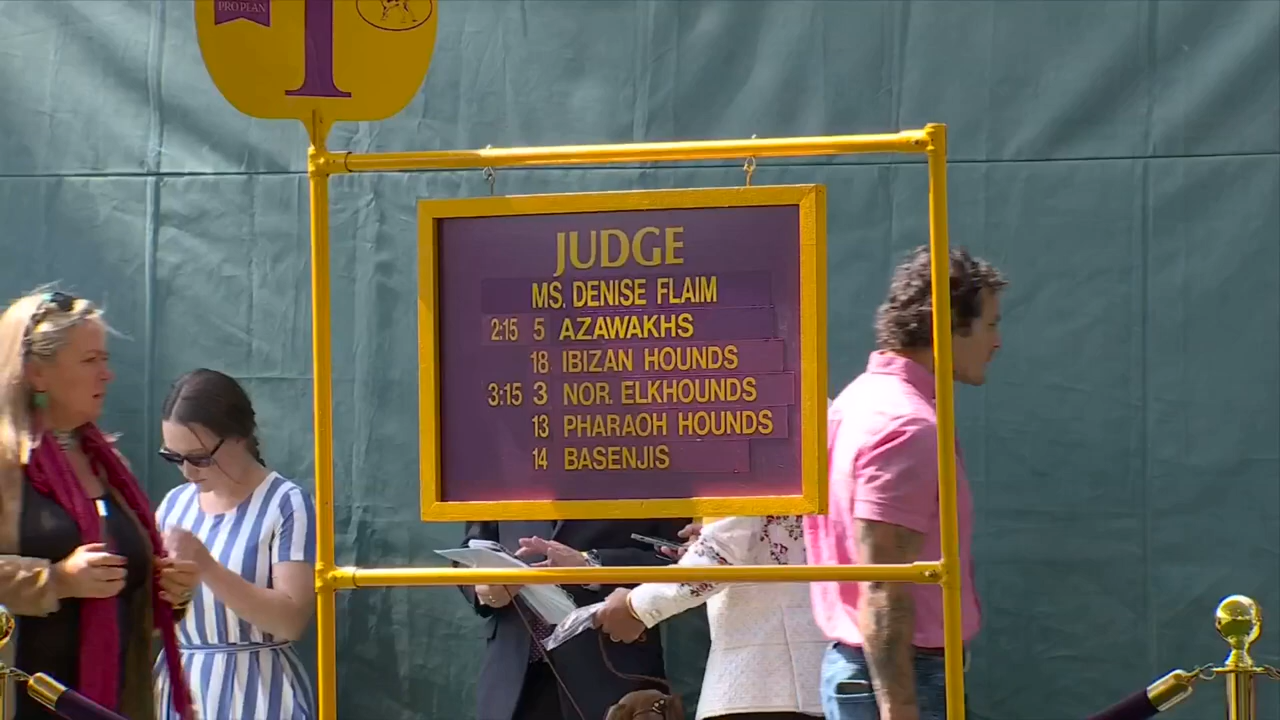 PRO PLAN
1
JUDGE
MS. DENISE FLAIM
2:15 5 AZAWAKHS
18 IBIZAN HOUNDS
3:15 3 NOR. ELKHOUNDS
13 PHARAOH HOUNDS
14 BASENJIS